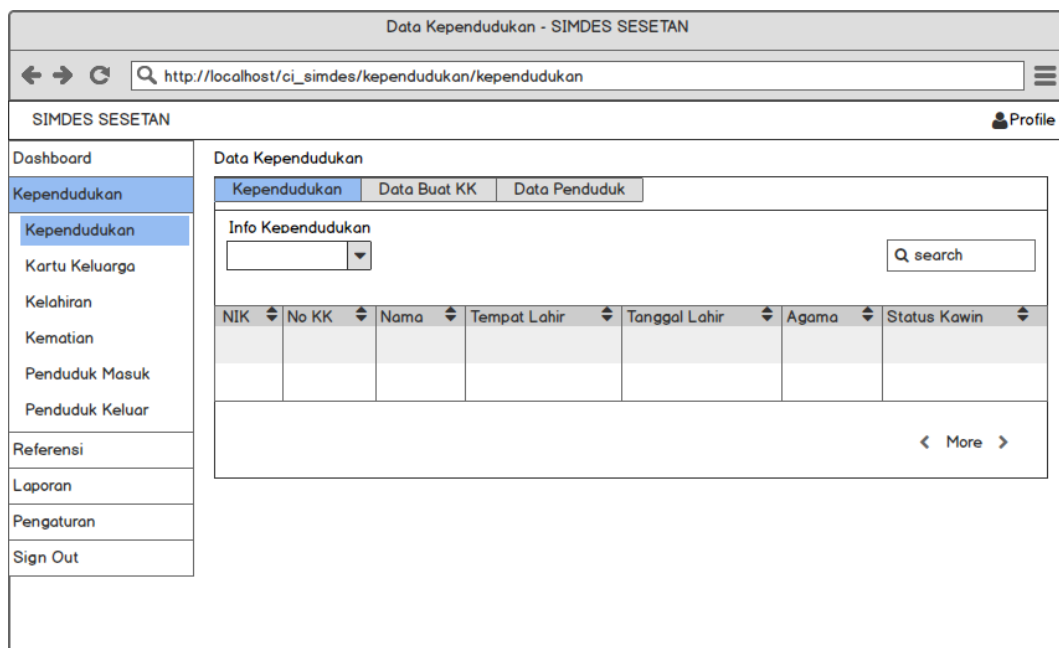 Data Kependudukan - SIMDES SESETAN
http://localhost/ci_simdes/kependudukan/kependudukan
SIMDES SESETAN
Profile
Dashboard
Kependudukan
Kependudukan
Kartu Keluarga
Kelahiran
Kematian
Penduduk Masuk
Penduduk Keluar
Referensi
Laporan
Pengaturan
Sign Out
Data Kependudukan
Kependudukan Data Buat KK Data Penduduk
Info Kependudukan
search
NIK No KK Nama Tempat Lahir Tanggal Lahir Agama Status Kawin
More